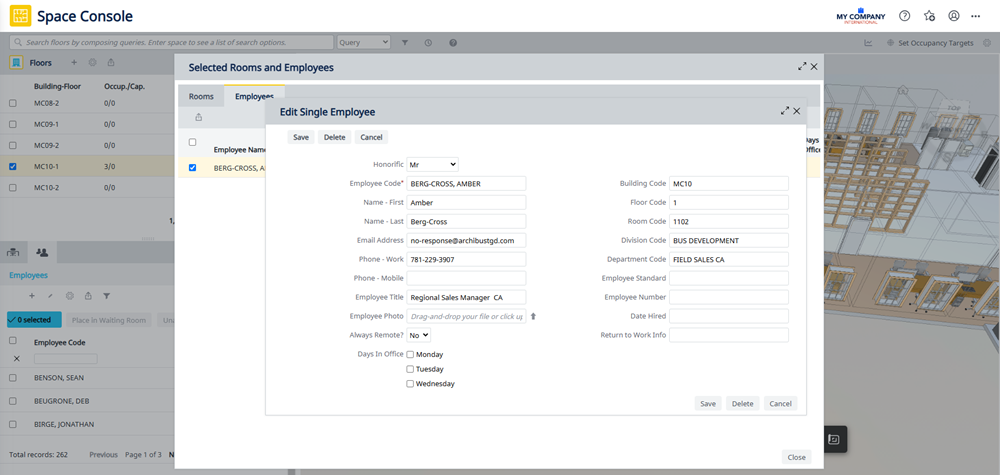 Space Console
MY COMPANY
INTERNATIONAL
Search floors by composing queries. Enter space to see a list of search options.
Query
Set Occupancy Targets
Floors
Building-Floor Occup./Cap.
MC08-2 0/0
MC09-1 0/0
MC09-2 0/0
MC10-1 3/0
MC10-2 0/0
1,
Employees
0 selected
Place in Waiting Room
Una
Employee Code
BENSON, SEAN
BEUGRONE, DEB
BIRGE, JONATHAN
Total records: 262 Previous Page 1 of 3 N
Selected Rooms and Employees
Rooms Employees
Employee Name
BERG-CROSS, A
Days
Office
TOP
Edit Single Employee
Save Delete Cancel
Honorific Mr
Employee Code* BERG-CROSS, AMBER
Name - First Amber
Name - Last Berg-Cross
Email Address no-response@archibustgd.com
Phone - Work 781-229-3907
Phone - Mobile
Employee Title Regional Sales Manager CA
Employee Photo Drag-and-drop your file or click up
Always Remote? No
Days In Office Monday
Tuesday
Wednesday
Building Code MC10
Floor Code 1
Room Code 1102
Division Code BUS DEVELOPMENT
Department Code FIELD SALES CA
Employee Standard
Employee Number
Date Hired
Return to Work Info
Save Delete Cancel
Close